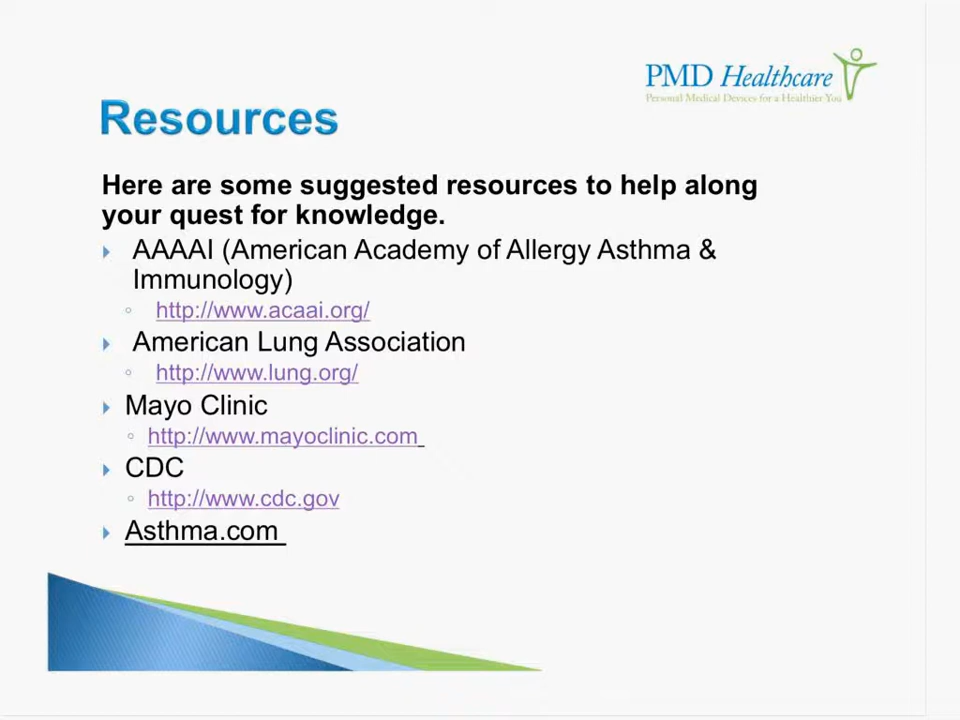 PMD Healthcare
Personal Medical Devices for a Healthier You
Resources
Here are some suggested resources to help along
your quest for knowledge.
AAAAI (American Academy of Allergy Asthma &
Immunology)
http://www.acaai.org/
American Lung Association
http://www.lung.org/
Mayo Clinic
http://www.mayoclinic.com
CDC
http://www.cdc.gov
Asthma.com